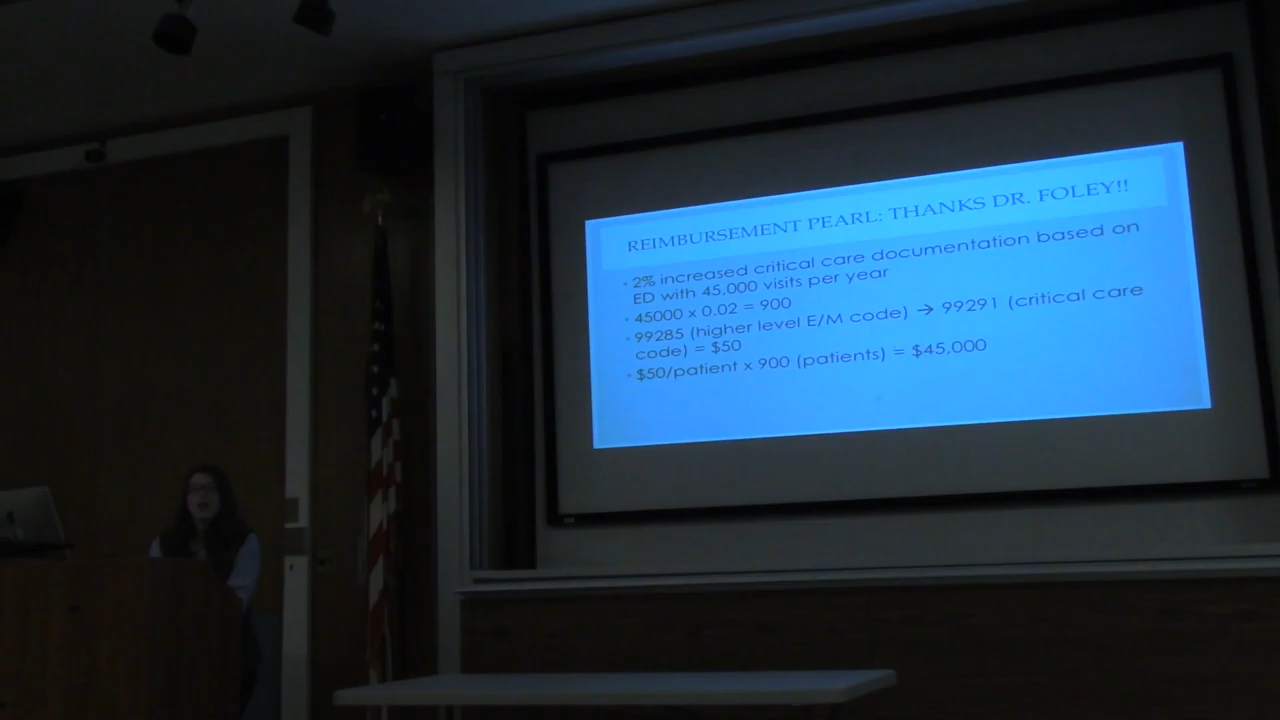 REIMBURSEMENT PEARL: THANKS DR. FOLEY!!
• 2% increased critical care documentation based on
ED with 45,000 visits per year
• 45000 x 0.02 = 900
• 99285 (higher level E/M code) → 99291 (critical care
code) = $50
• $50/patient x 900 (patients) = $45,000